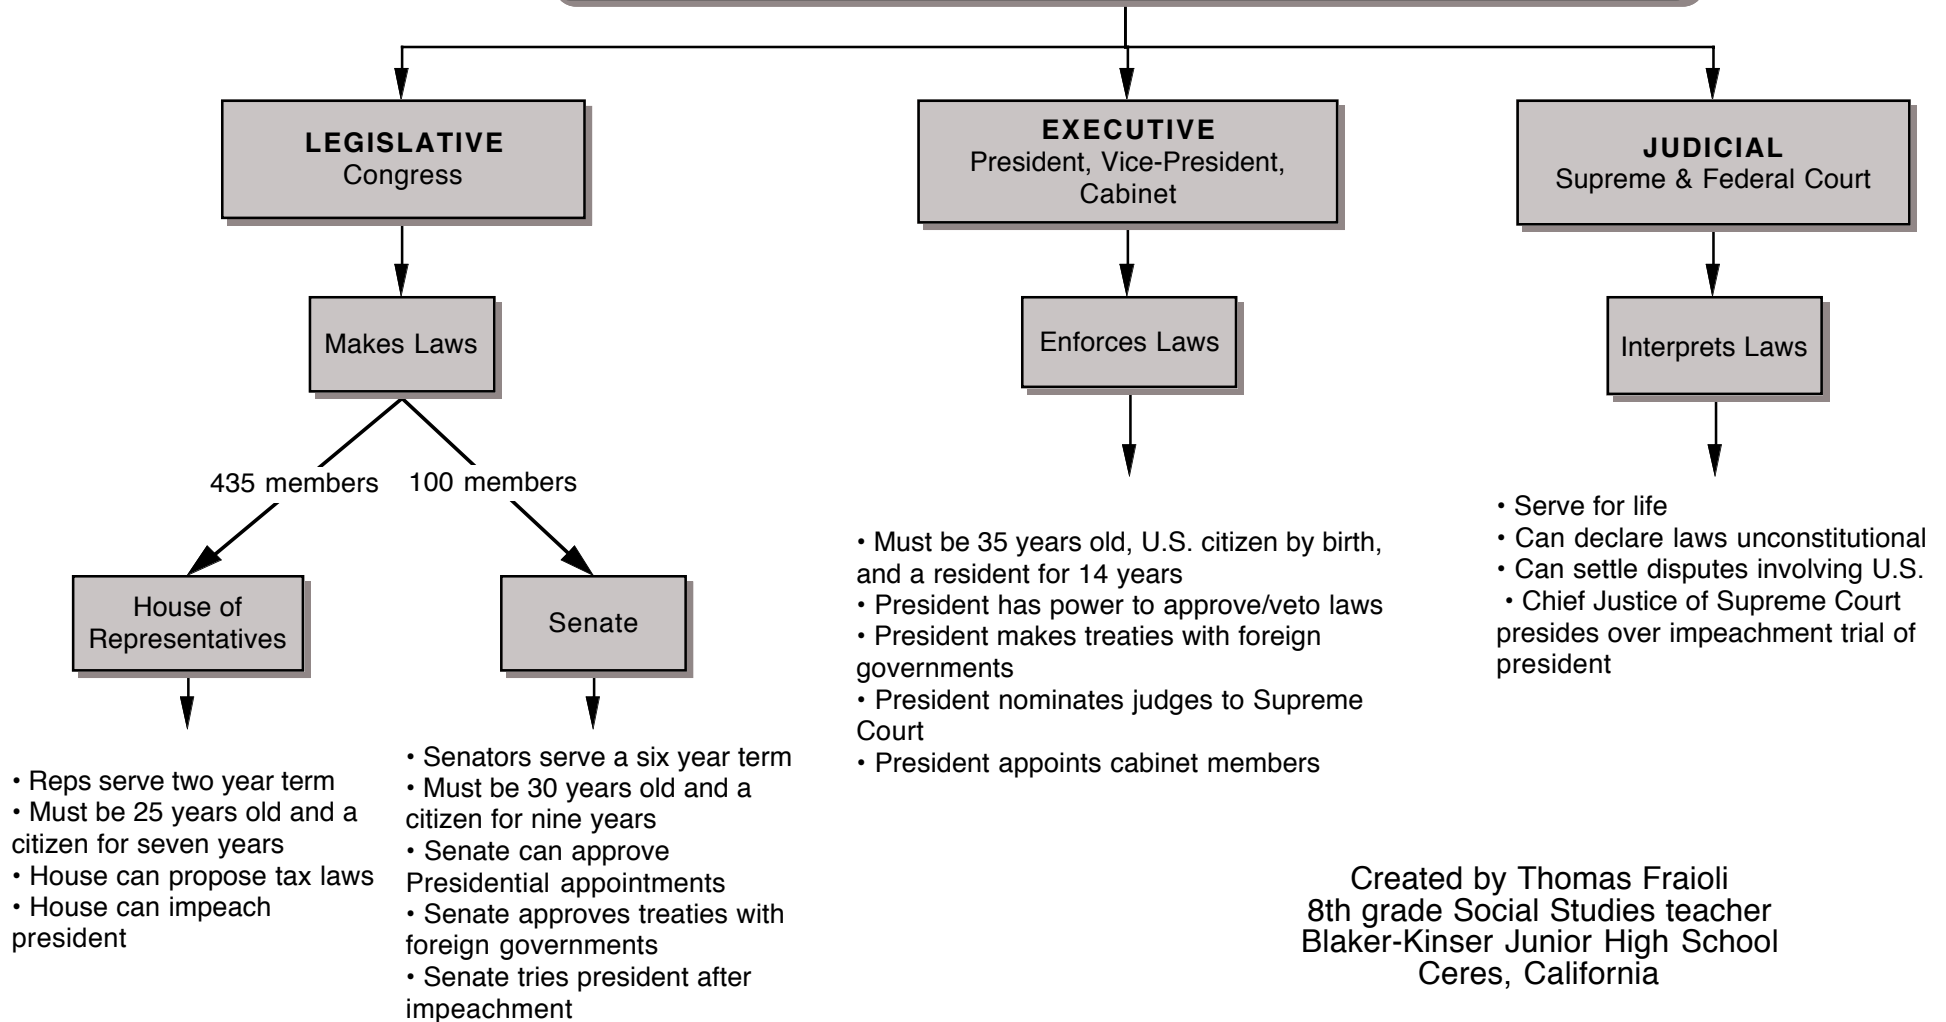 LEGISLATIVE
Congress
EXECUTIVE
President, Vice-President,
Cabinet
JUDICIAL
Supreme & Federal Court
Makes Laws
Enforces Laws
Interprets Laws
435 members
100 members
House of
Representatives
Senate
• Reps serve two year term
• Must be 25 years old and a
citizen for seven years
• House can propose tax laws
• House can impeach
president
• Senators serve a six year term
• Must be 30 years old and a
citizen for nine years
• Senate can approve
Presidential appointments
• Senate approves treaties with
foreign governments
• Senate tries president after
impeachment
• Must be 35 years old, U.S. citizen by birth,
and a resident for 14 years
• President has power to approve/veto laws
• President makes treaties with foreign
governments
• President nominates judges to Supreme
Court
• President appoints cabinet members
• Serve for life
• Can declare laws unconstitutional
• Can settle disputes involving U.S.
• Chief Justice of Supreme Court
presides over impeachment trial of
president
Created by Thomas Fraioli
8th grade Social Studies teacher
Blaker-Kinser Junior High School
Ceres, California